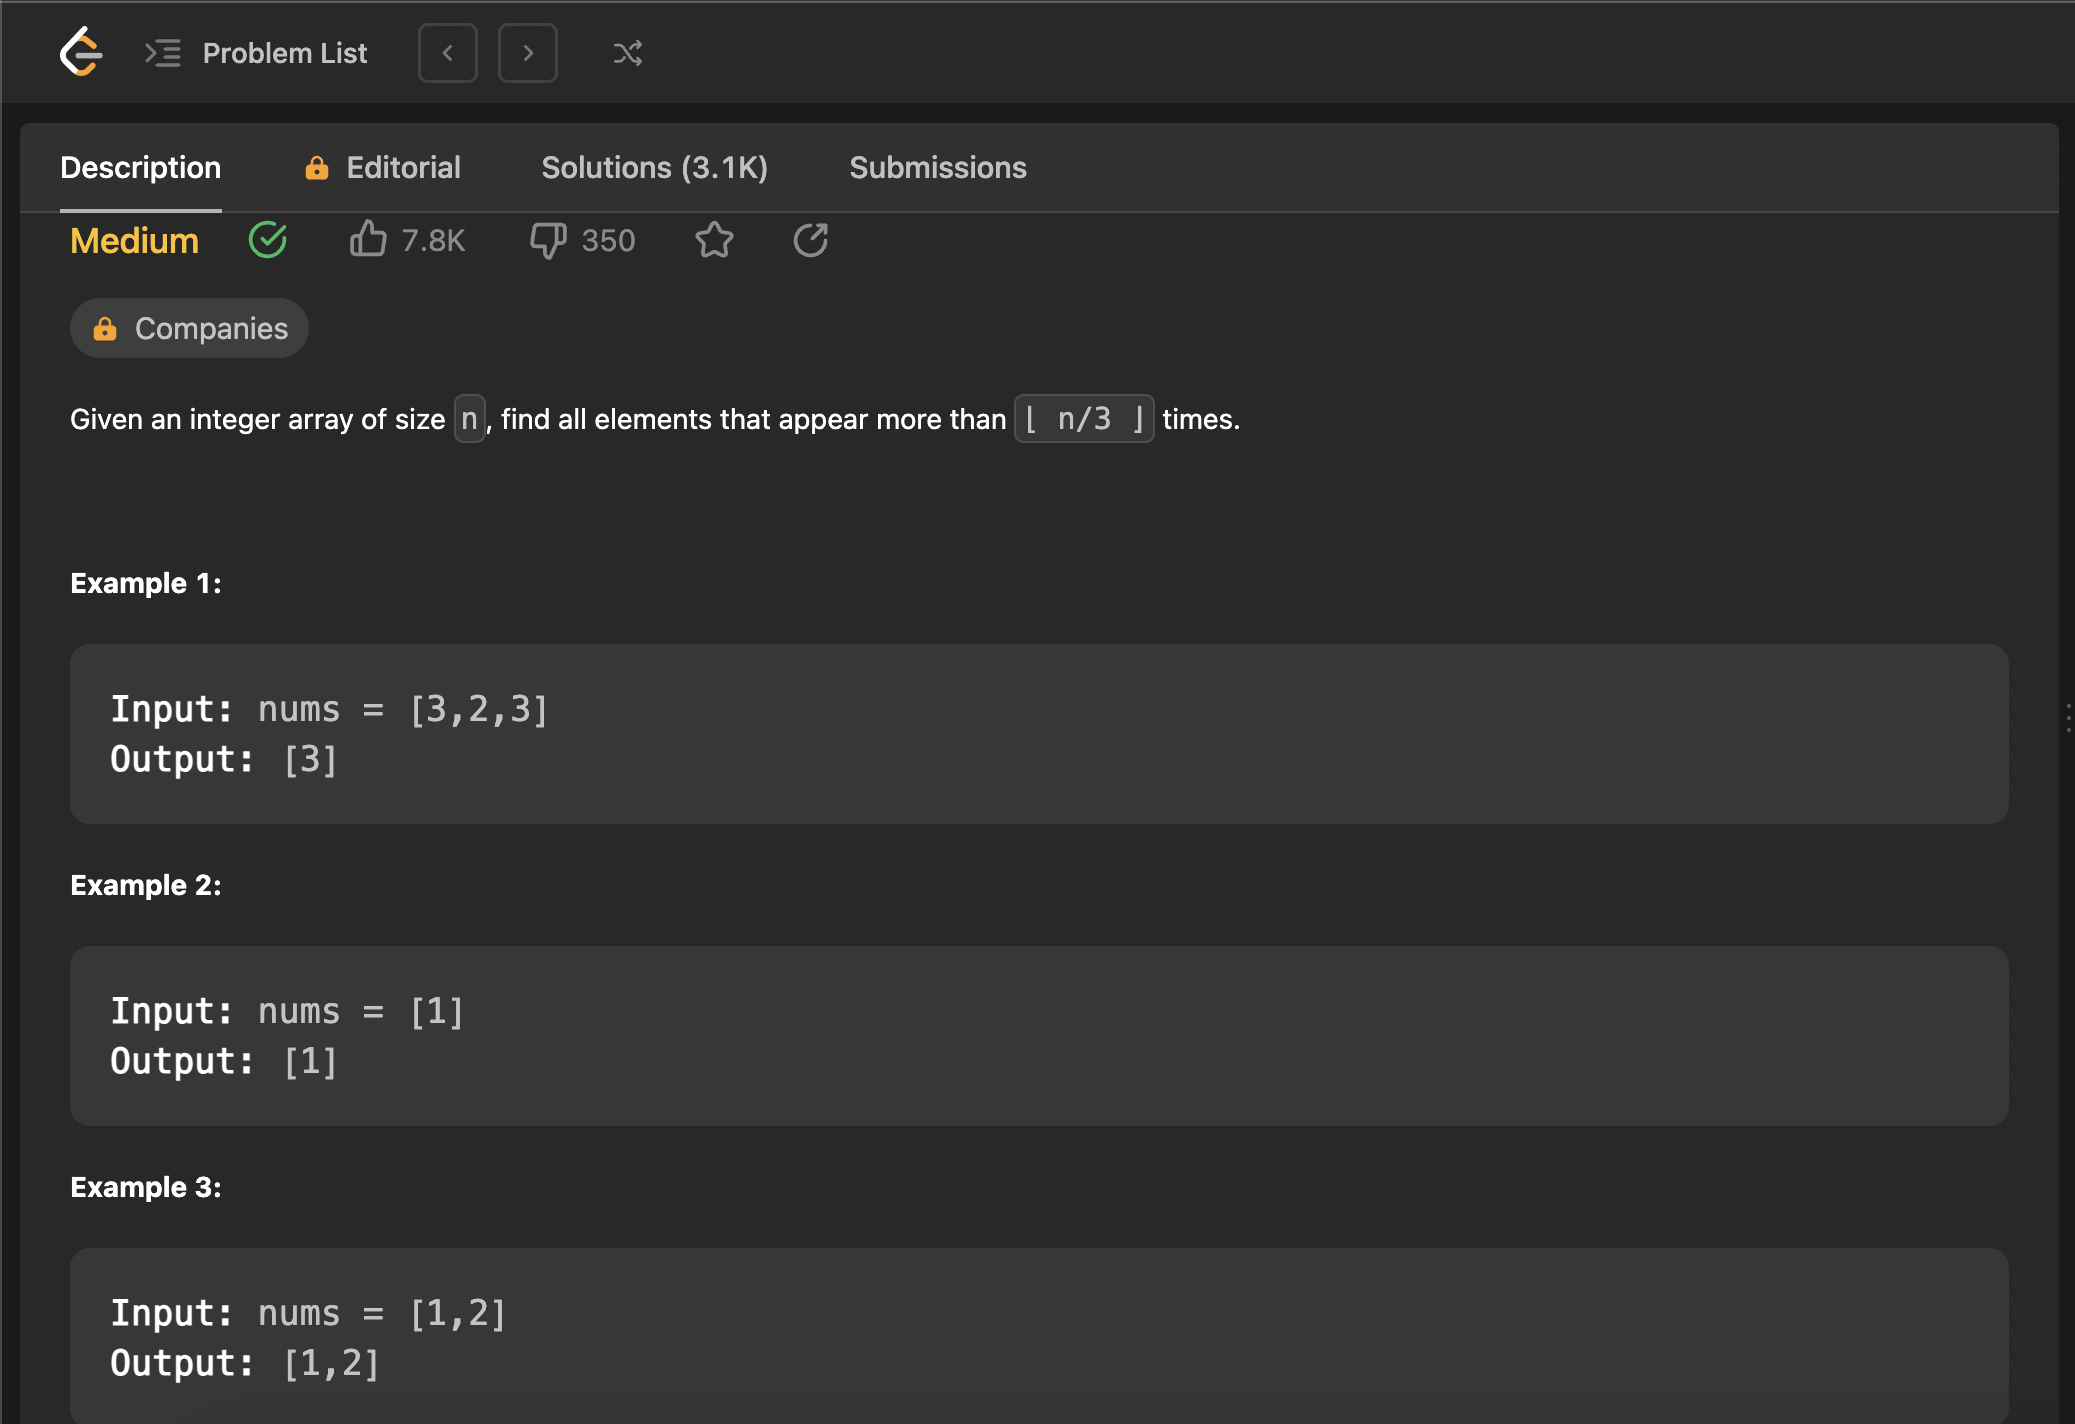 Problem List
Description Editorial Solutions (3.1K) Submissions
Medium 7.8K 350
Companies
Given an integer array of size n, find all elements that appear more than ⌊ n/3 ⌋ times.
Example 1:
Input: nums = [3,2,3]
Output: [3]
Example 2:
Input: nums = [1]
Output: [1]
Example 3:
Input: nums = [1,2]
Output: [1,2]